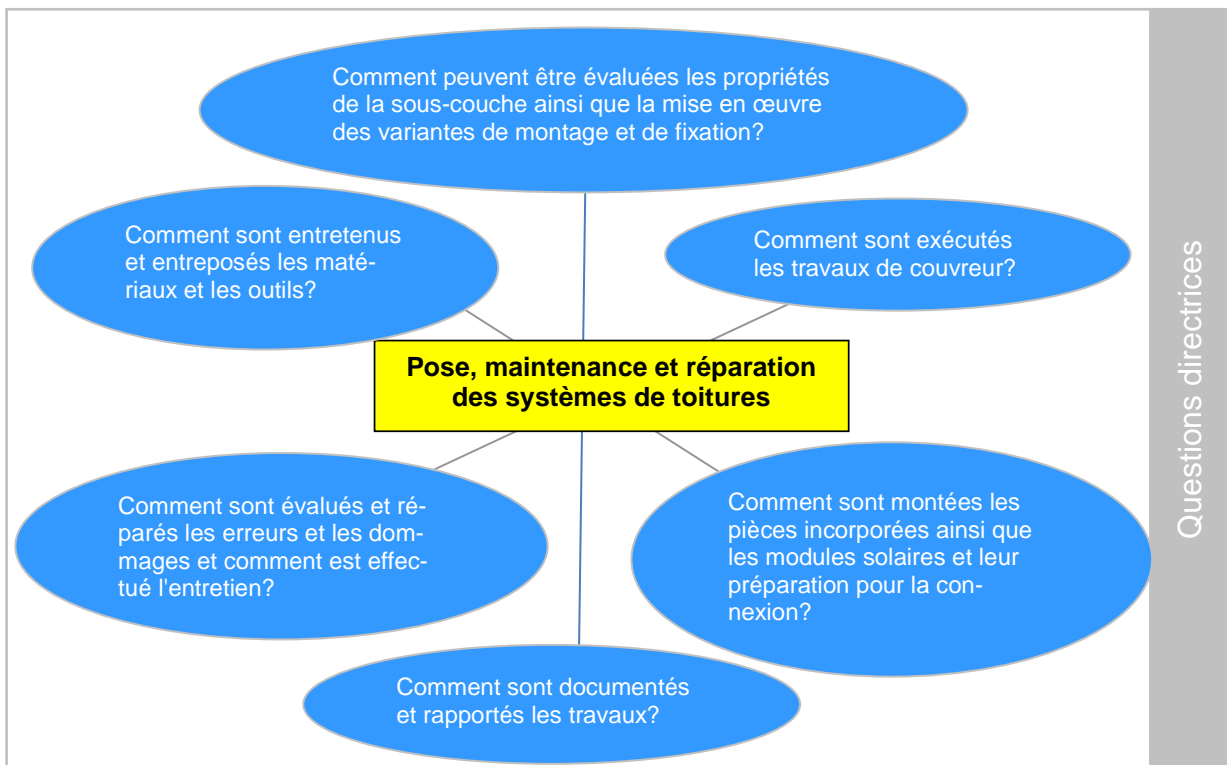 Comment peuvent être évaluées les propriétés
de la sous-couche ainsi que la mise en œuvre
des variantes de montage et de fixation?
Comment sont entretenus
et entreposés les maté-
riaux et les outils?
Comment sont exécutés
les travaux de couvreur?
Pose, maintenance et réparation
des systèmes de toitures
Comment sont évalués et ré-
parés les erreurs et les dom-
mages et comment est effec-
tué l'entretien?
Comment sont montées les
pièces incorporées ainsi que
les modules solaires et leur
préparation pour la con-
nexion?
Comment sont documentés
et rapportés les travaux?
Questions directrices